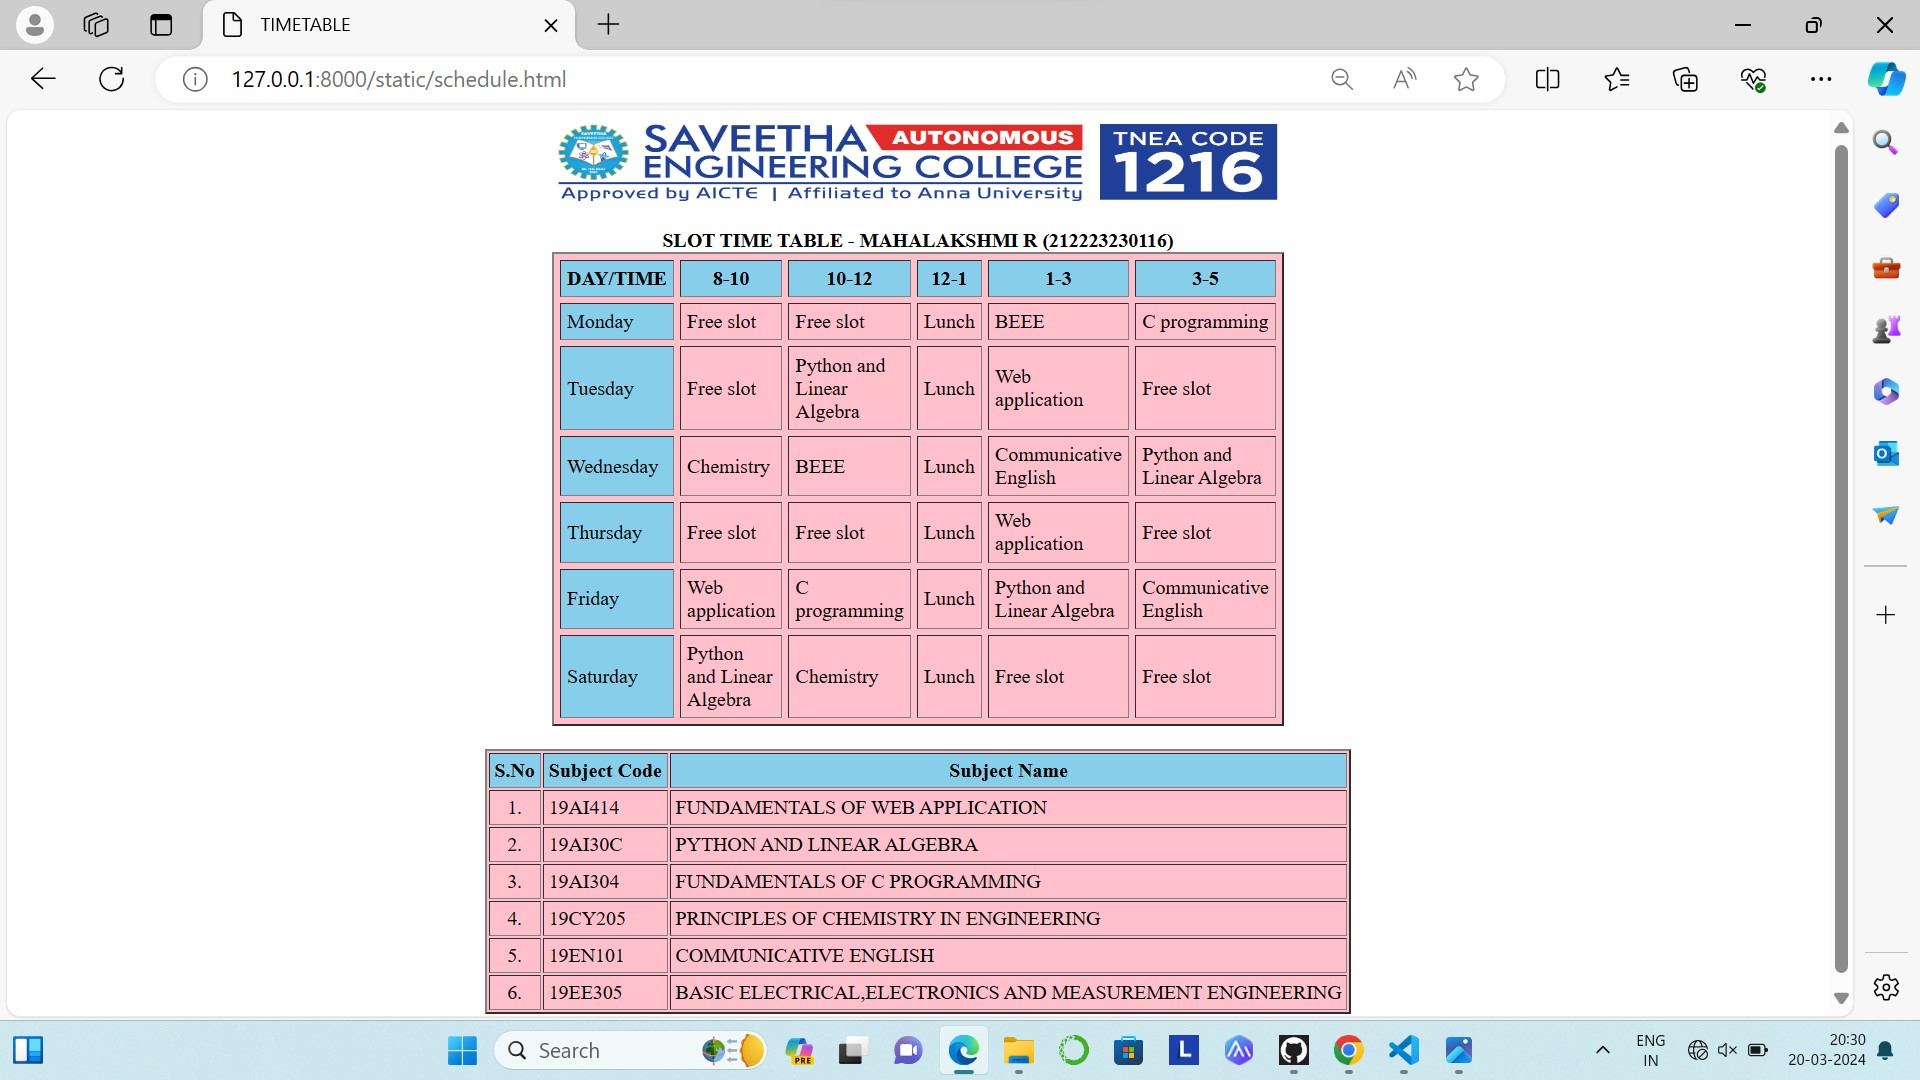 TIMETABLE
127.0.0.1:8000/static/schedule.html
SAVEETHA AUTONOMOUS
ENGINEERING COLLEGE
Approved by AICTE | Affiliated to Anna University
TNEA CODE
1216
SLOT TIME TABLE - MAHALAKSHMI R (212223230116)
DAY/TIME 8-10 10-12 12-1 1-3 3-5
Monday Free slot Free slot Lunch BEEE C programming
Tuesday Free slot Python and Linear Algebra Lunch Web application Free slot
Wednesday Chemistry BEEE Lunch Communicative English Python and Linear Algebra
Thursday Free slot Free slot Lunch Web application Free slot
Friday Web application C programming Lunch Python and Linear Algebra Communicative English
Saturday Python and Linear Algebra Chemistry Lunch Free slot Free slot
S.No Subject Code Subject Name
1. 19AI414 FUNDAMENTALS OF WEB APPLICATION
2. 19AI30C PYTHON AND LINEAR ALGEBRA
3. 19AI304 FUNDAMENTALS OF C PROGRAMMING
4. 19CY205 PRINCIPLES OF CHEMISTRY IN ENGINEERING
5. 19EN101 COMMUNICATIVE ENGLISH
6. 19EE305 BASIC ELECTRICAL,ELECTRONICS AND MEASUREMENT ENGINEERING
Search
PRE
L
ENG
IN
20:30
20-03-2024